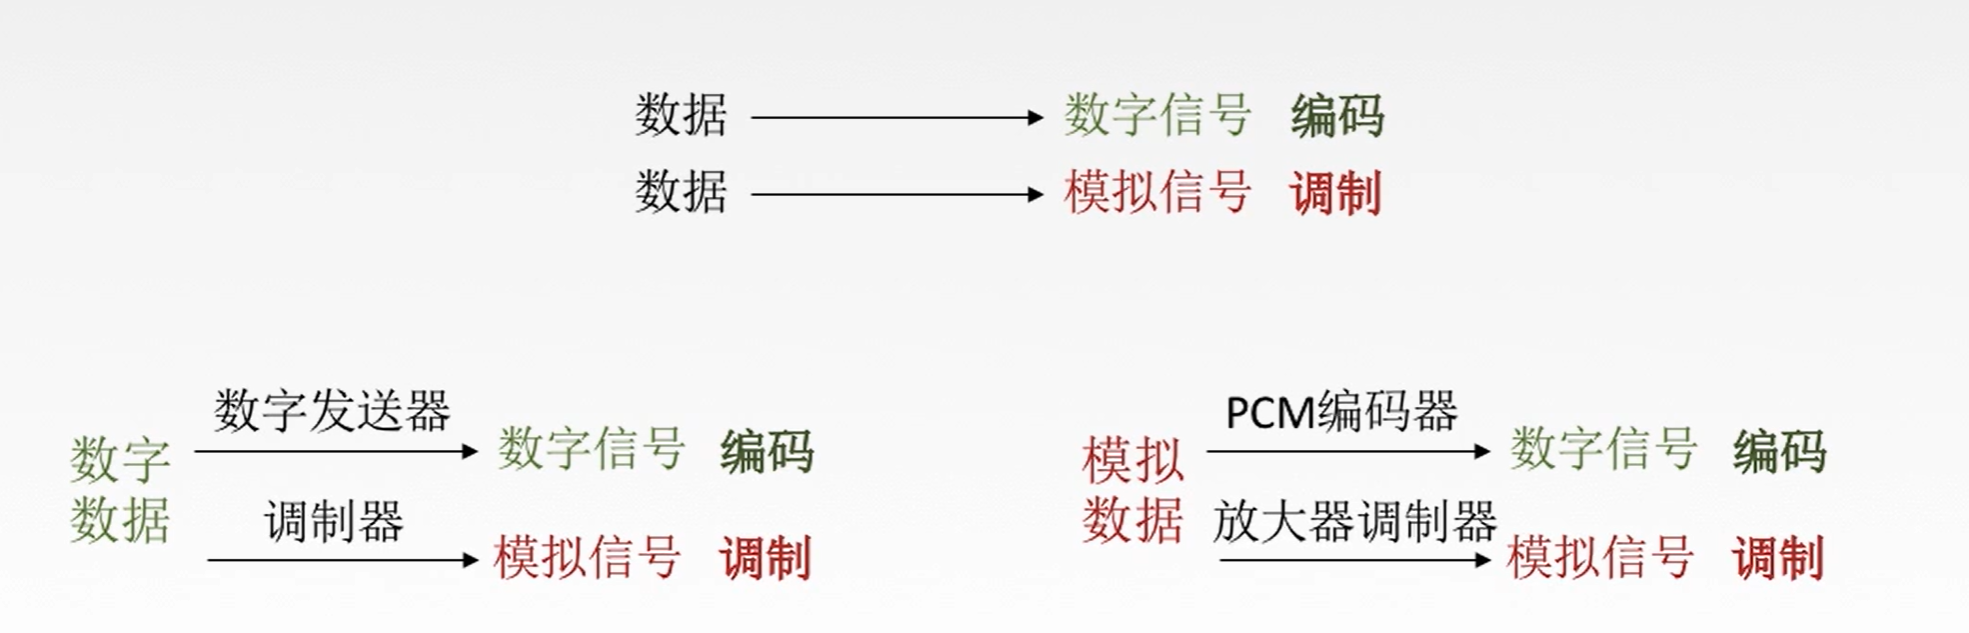 数据 数字信号 编码
数据 模拟信号 调制
数字发送器
数字
数据
数字信号 编码
调制器
模拟信号 调制
PCM编码器
模拟
数据
数字信号 编码
放大器调制器
模拟信号 调制